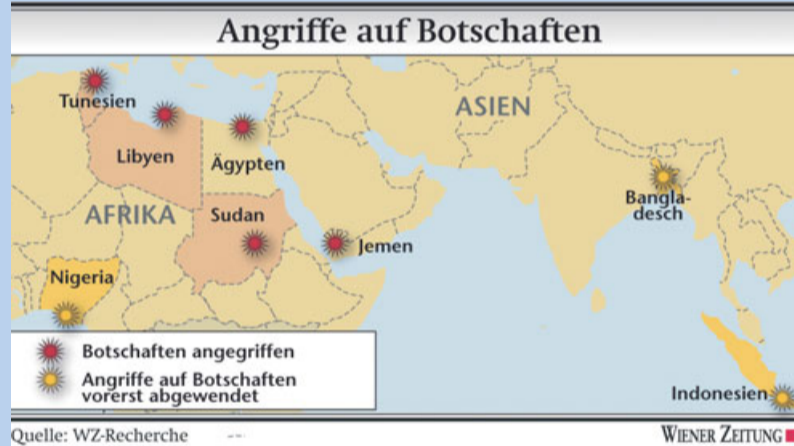 Angriffe auf Botschaften
Tunesien
ASIEN
Libyen
Ägypten
Bangla-
desch
AFRIKA
Sudan
Jemen
Nigeria
Botschaften angegriffen
Angriffe auf Botschaften
vorerst abgewendet
Indonesien
Quelle: WZ-Recherche
WIENER ZEITUNG